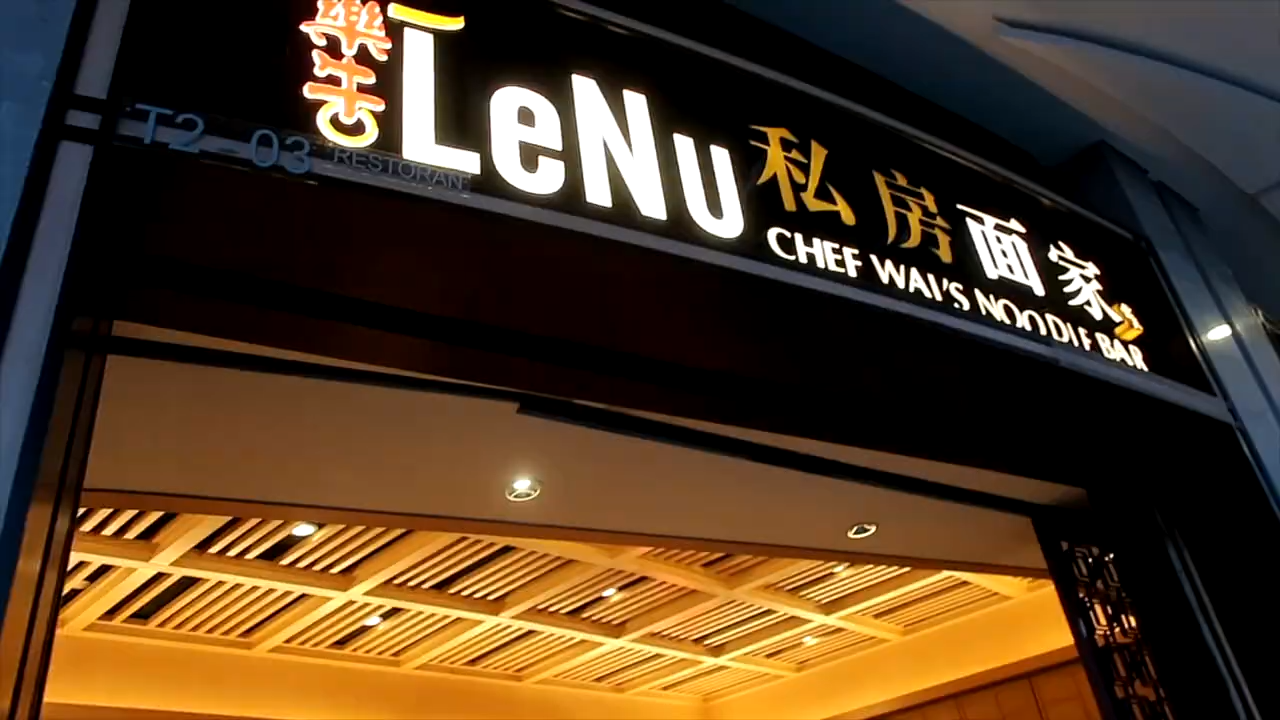 樂牛
LeNu
私房面家
CHEF WAI'S NOODLE BAR
T2 - 03
RESTORAN